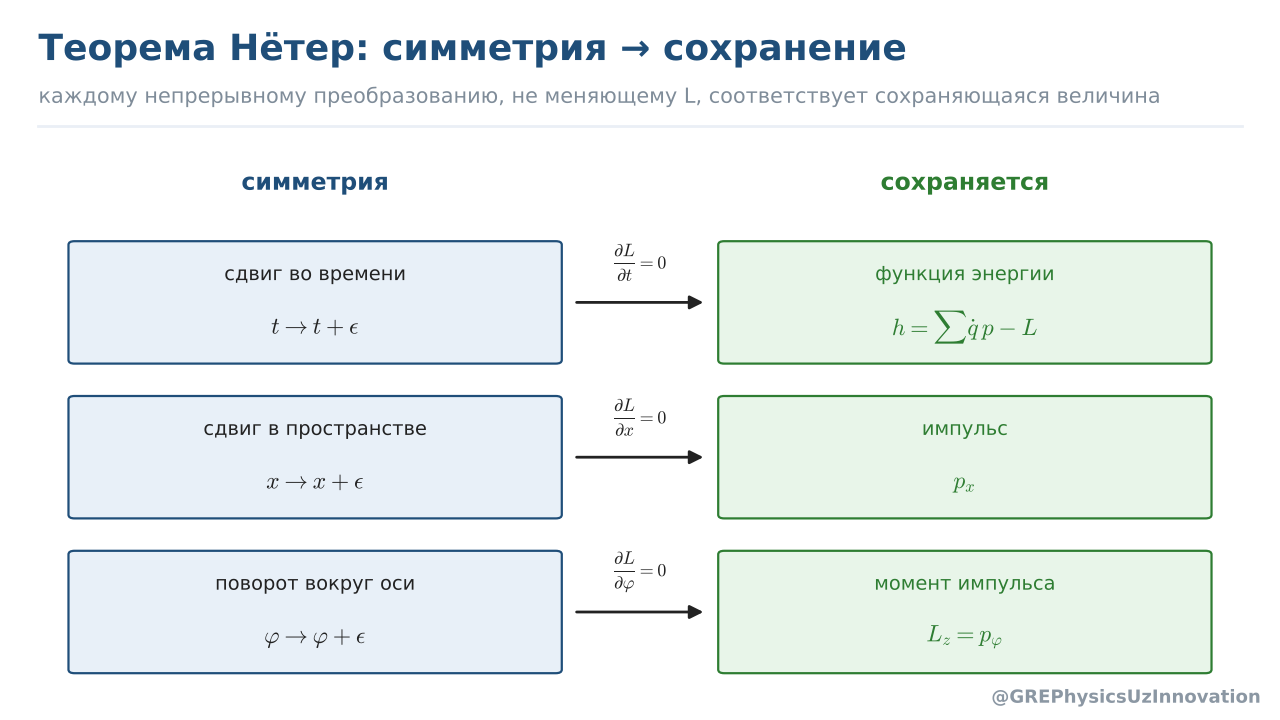 Теорема Нётер: симметрия → сохранение
каждому непрерывному преобразованию, не меняющему L, соответствует сохраняющаяся величина
симметрия
сохраняется
сдвиг во времени
t → t + ϵ
∂L/∂t = 0
функция энергии
h = ∑ q̇ p − L
сдвиг в пространстве
x → x + ϵ
∂L/∂x = 0
импульс
pₓ
поворот вокруг оси
φ → φ + ϵ
∂L/∂φ = 0
момент импульса
L_z = p_φ
@GREPhysicsUzInnovation